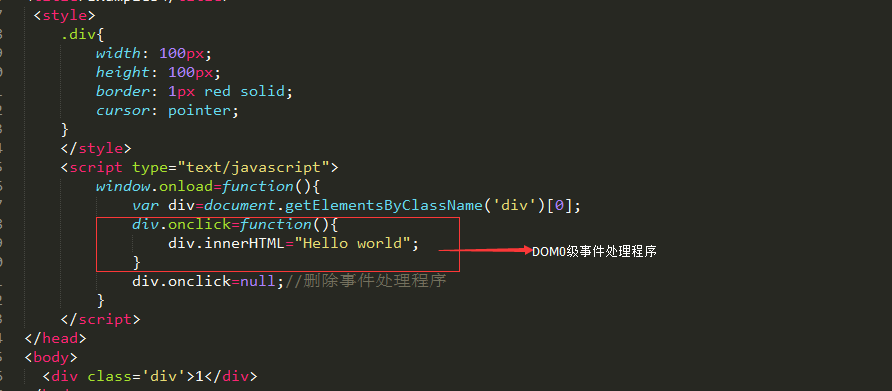 <style>
.div{
width: 100px;
height: 100px;
border: 1px red solid;
cursor: pointer;
}
</style>
<script type="text/javascript">
window.onload=function(){
var div=document.getElementsByClassName('div')[0];
div.onclick=function(){
div.innerHTML="Hello world";
DOM0级事件处理程序
}
div.onclick=null;//删除事件处理程序
}
</script>
</head>
<body>
<div class='div'>1</div>